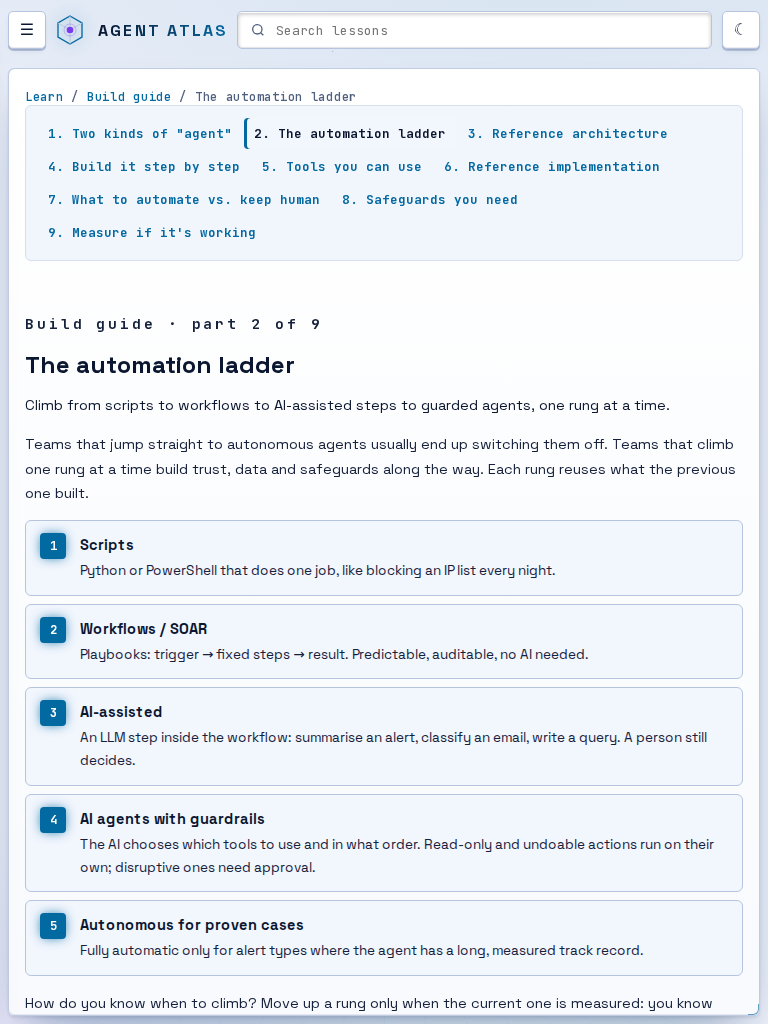 ☰ AGENT ATLAS Search lessons ☾
Learn / Build guide / The automation ladder
1. Two kinds of "agent" 2. The automation ladder 3. Reference architecture
4. Build it step by step 5. Tools you can use 6. Reference implementation
7. What to automate vs. keep human 8. Safeguards you need
9. Measure if it's working
Build guide · part 2 of 9
The automation ladder
Climb from scripts to workflows to AI-assisted steps to guarded agents, one rung at a time.
Teams that jump straight to autonomous agents usually end up switching them off. Teams that climb
one rung at a time build trust, data and safeguards along the way. Each rung reuses what the previous
one built.
1 Scripts
Python or PowerShell that does one job, like blocking an IP list every night.
2 Workflows / SOAR
Playbooks: trigger → fixed steps → result. Predictable, auditable, no AI needed.
3 AI-assisted
An LLM step inside the workflow: summarise an alert, classify an email, write a query. A person still
decides.
4 AI agents with guardrails
The AI chooses which tools to use and in what order. Read-only and undoable actions run on their
own; disruptive ones need approval.
5 Autonomous for proven cases
Fully automatic only for alert types where the agent has a long, measured track record.
How do you know when to climb? Move up a rung only when the current one is measured: you know